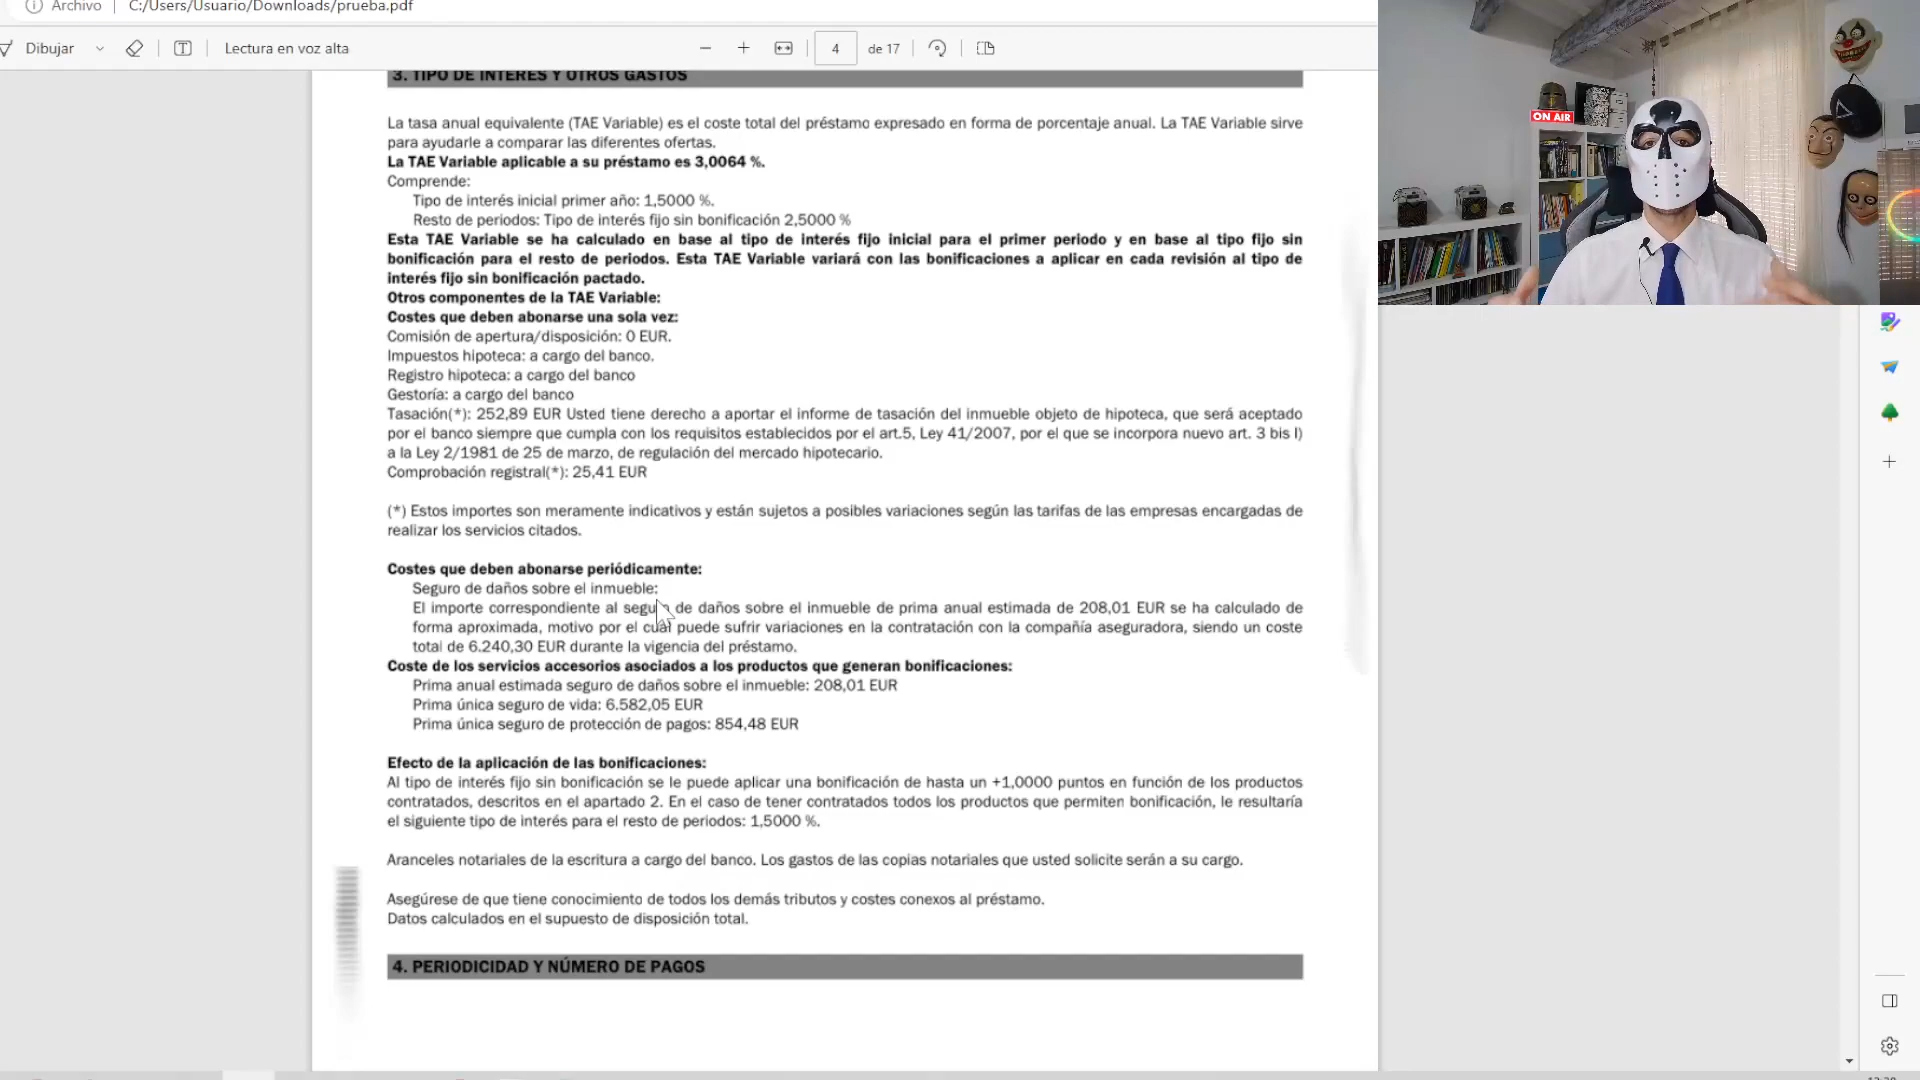 Archivo
C:/Users/Usuario/Downloads/prueba.pdf
Dibujar
Lectura en voz alta
4
de 17
ON AIR
3. TIPO DE INTERES Y OTROS GASTOS
La tasa anual equivalente (TAE Variable) es el coste total del préstamo expresado en forma de porcentaje anual. La TAE Variable sirve
para ayudarle a comparar las diferentes ofertas.
La TAE Variable aplicable a su préstamo es 3,0064 %.
Comprende:
Tipo de interés inicial primer año: 1,5000 %.
Resto de periodos: Tipo de interés fijo sin bonificación 2,5000 %
Esta TAE Variable se ha calculado en base al tipo de interés fijo inicial para el primer periodo y en base al tipo fijo sin
bonificación para el resto de periodos. Esta TAE Variable variará con las bonificaciones a aplicar en cada revisión al tipo de
interés fijo sin bonificación pactado.
Otros componentes de la TAE Variable:
Costes que deben abonarse una sola vez:
Comisión de apertura/disposición: 0 EUR.
Impuestos hipoteca: a cargo del banco.
Registro hipoteca: a cargo del banco
Gestoría: a cargo del banco
Tasación(*): 252,89 EUR Usted tiene derecho a aportar el informe de tasación del inmueble objeto de hipoteca, que será aceptado
por el banco siempre que cumpla con los requisitos establecidos por el art.5, Ley 41/2007, por el que se incorpora nuevo art. 3 bis I)
a la Ley 2/1981 de 25 de marzo, de regulación del mercado hipotecario.
Comprobación registral(*): 25,41 EUR
(*) Estos importes son meramente indicativos y están sujetos a posibles variaciones según las tarifas de las empresas encargadas de
realizar los servicios citados.
Costes que deben abonarse periódicamente:
Seguro de daños sobre el inmueble:
El importe correspondiente al seguro de daños sobre el inmueble de prima anual estimada de 208,01 EUR se ha calculado de
forma aproximada, motivo por el cual puede sufrir variaciones en la contratación con la compañía aseguradora, siendo un coste
total de 6.240,30 EUR durante la vigencia del préstamo.
Coste de los servicios accesorios asociados a los productos que generan bonificaciones:
Prima anual estimada seguro de daños sobre el inmueble: 208,01 EUR
Prima única seguro de vida: 6.582,05 EUR
Prima única seguro de protección de pagos: 854,48 EUR
Efecto de la aplicación de las bonificaciones:
Al tipo de interés fijo sin bonificación se le puede aplicar una bonificación de hasta un +1,0000 puntos en función de los productos
contratados, descritos en el apartado 2. En el caso de tener contratados todos los productos que permiten bonificación, le resultaría
el siguiente tipo de interés para el resto de periodos: 1,5000 %.
Aranceles notariales de la escritura a cargo del banco. Los gastos de las copias notariales que usted solicite serán a su cargo.
Asegúrese de que tiene conocimiento de todos los demás tributos y costes conexos al préstamo.
Datos calculados en el supuesto de disposición total.
4. PERIODICIDAD Y NÚMERO DE PAGOS